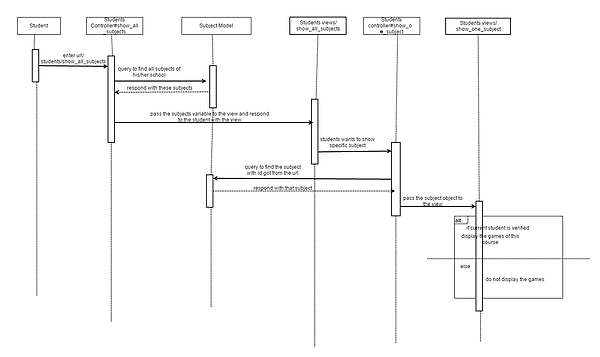 Student
Students
Controller#show_all
_subjects
Subject Model
Students views/
show_all_subjects
Students
controller#show_o
e_subject
Students views/
show_one_subject
enter url/
students/show_all_subjects
query to find all subjects of
his/her school
respond with these subjects
pass the subjects variable to the view and respond
to the student with the view
students wants to show
specific subject
query to find the subject
with id got from the url
respond with that subject
pass the subject object to
the view
alt
if current student is verified
display the games of this
course
else
do not display the games